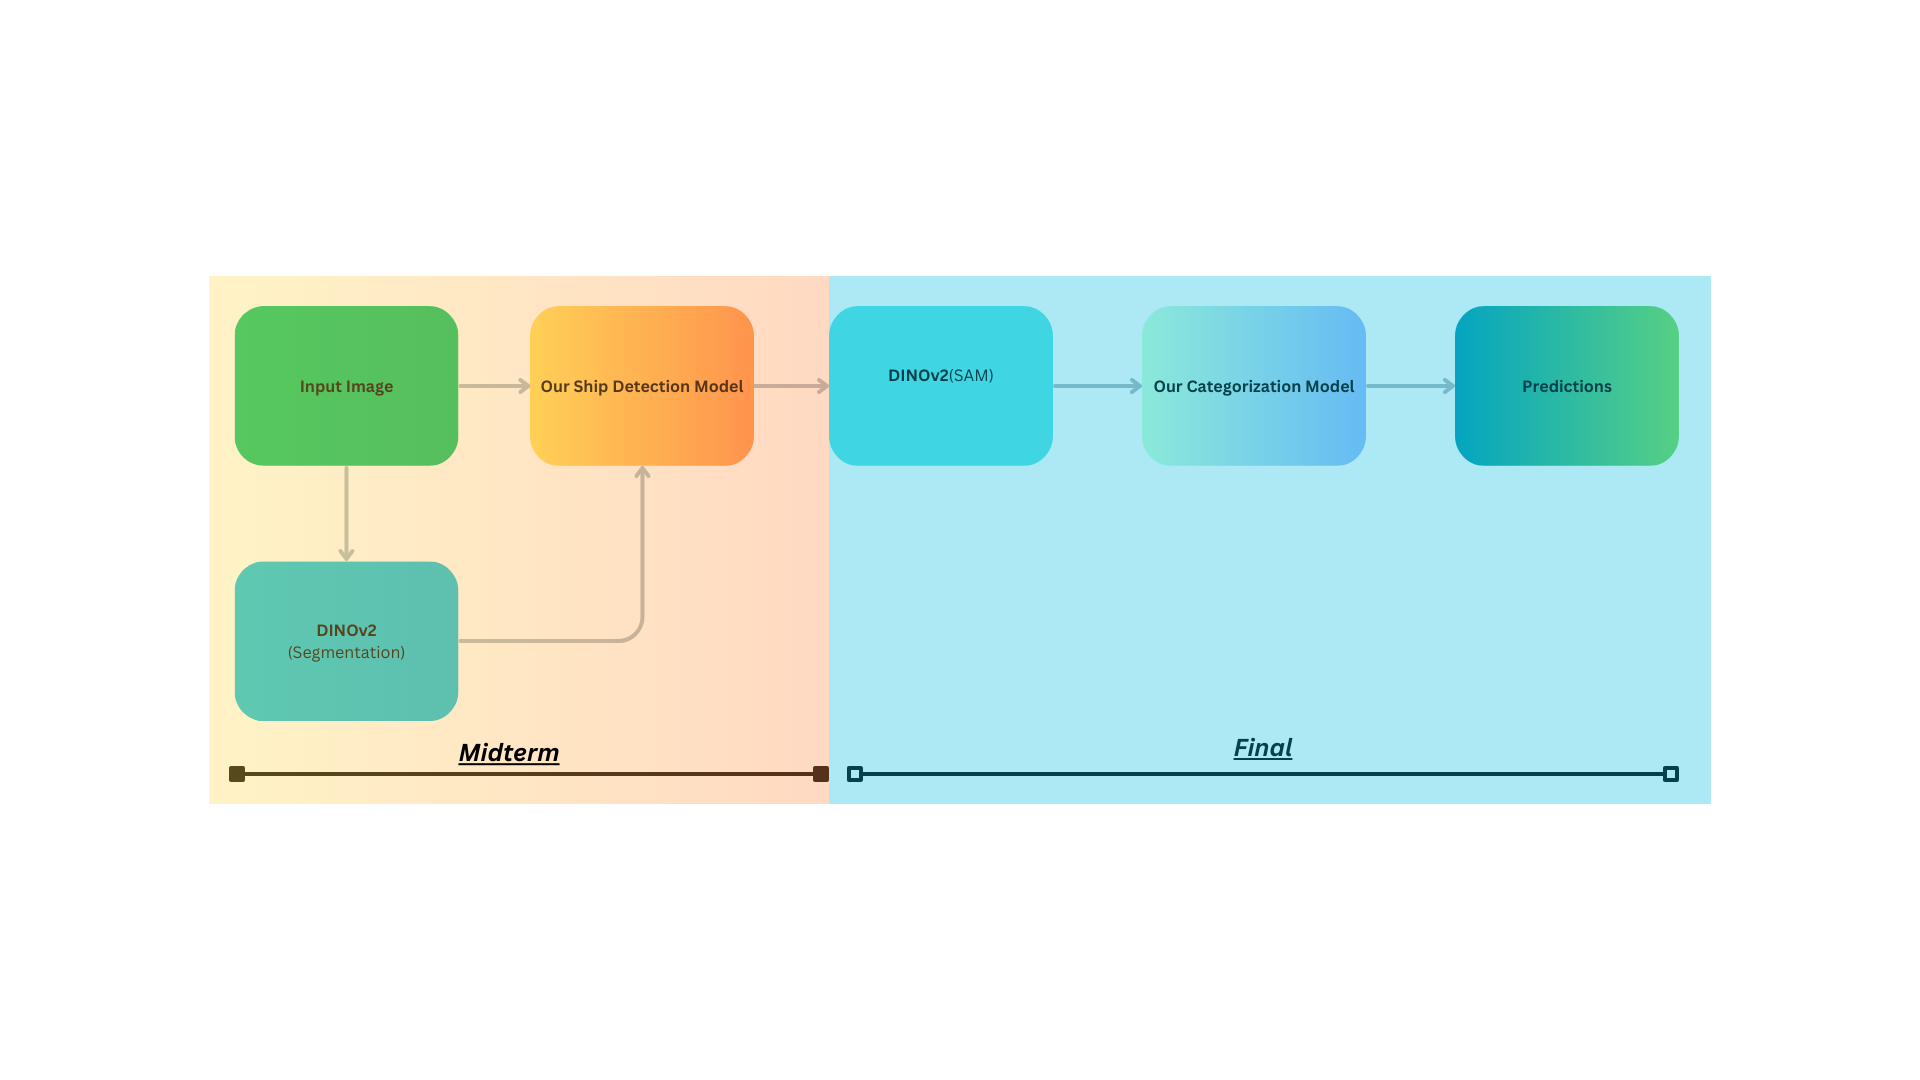 Input Image
Our Ship Detection Model
DINOv2(SAM)
Our Categorization Model
Predictions
DINOv2
(Segmentation)
Midterm
Final